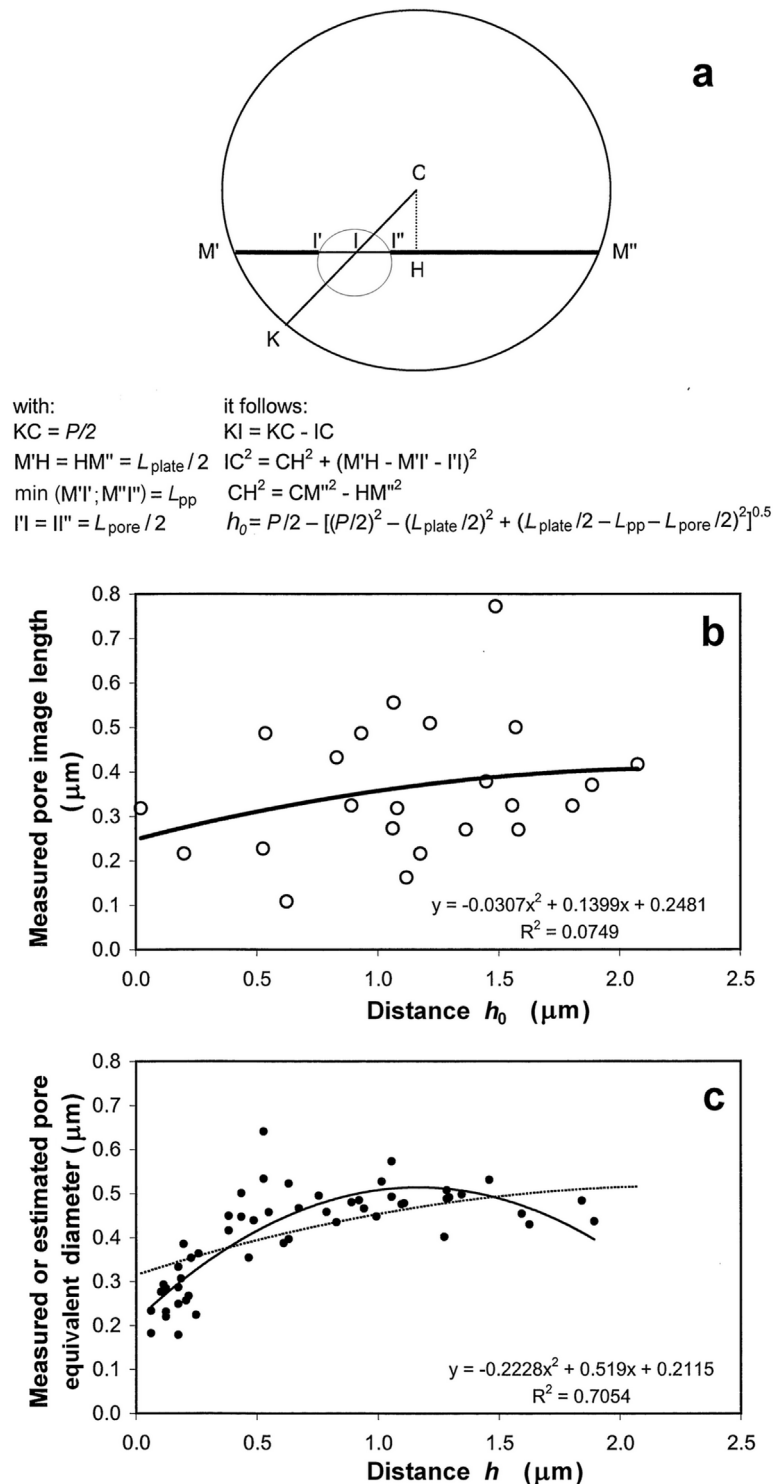 a
C
I' I I"
M' H M"
K
with: it follows:
KC = P/2 KI = KC - IC
M'H = HM" = L_plate / 2 IC² = CH² + (M'H - M'I' - I'I)²
min (M'I' ; M"I") = L_pp CH² = CM"² - HM"²
I'I = II" = L_pore / 2 h₀ = P/2 – [(P/2)² – (L_plate /2)² + (L_plate /2 – L_pp – L_pore /2)²]^0.5
b
Measured pore image length
(μm)
0.8
0.7
0.6
0.5
0.4
0.3
0.2
0.1
0.0
y = -0.0307x² + 0.1399x + 0.2481
R² = 0.0749
0.0 0.5 1.0 1.5 2.0 2.5
Distance h₀ (μm)
c
Measured or estimated pore
equivalent diameter (μm)
0.8
0.7
0.6
0.5
0.4
0.3
0.2
0.1
0.0
y = -0.2228x² + 0.519x + 0.2115
R² = 0.7054
0.0 0.5 1.0 1.5 2.0 2.5
Distance h (μm)